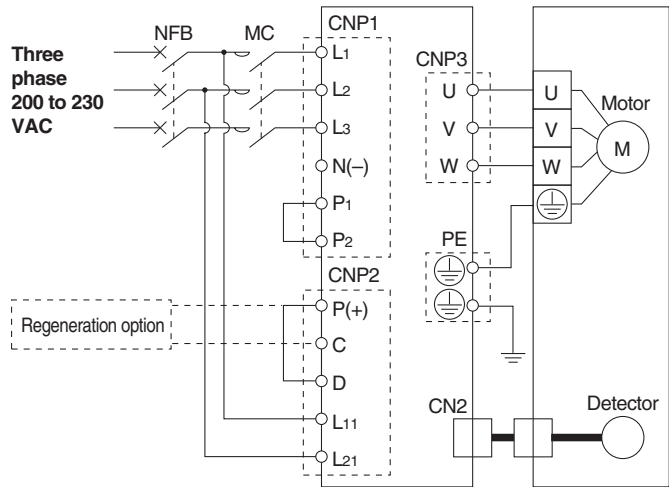 Three
phase
200 to 230
VAC
NFB
MC
CNP1
L1
L2
L3
N(–)
P1
P2
CNP2
P(+)
C
D
L11
L21
Regeneration option
CNP3
U
V
W
PE
CN2
U
V
W
Motor
M
Detector